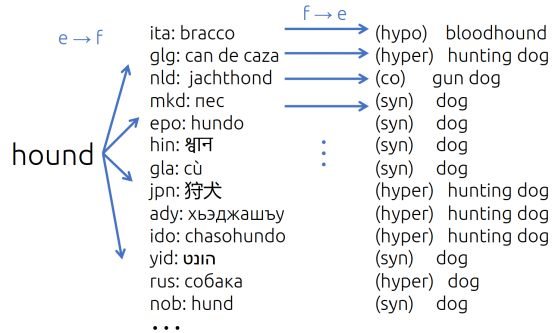 f → e
e → f
ita: bracco (hypo) bloodhound
glg: can de caza (hyper) hunting dog
nld: jachthond (co) gun dog
mkd: пес (syn) dog
epo: hundo (syn) dog
hound
hin: श्वान (syn) dog
gla: cù (syn) dog
jpn: 狩犬 (hyper) hunting dog
ady: хьэджашъу (hyper) hunting dog
ido: chasohundo (hyper) hunting dog
yid: הונט (syn) dog
rus: собака (hyper) dog
nob: hund (syn) dog
...